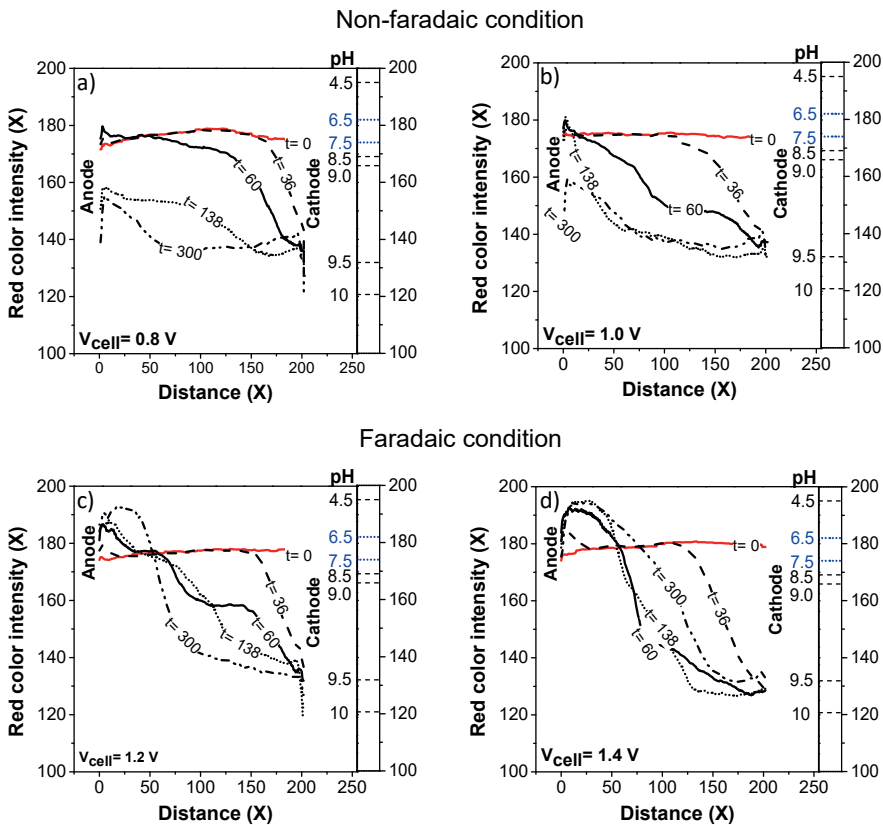 Non-faradaic condition
a)
pH
200
180
160
140
120
100
Red color intensity (X)
Anode
Cathode
t= 0
t= 36
t= 60
t= 138
t= 300
4.5
6.5
7.5
8.5
9.0
9.5
10
200
180
160
140
120
100
Vcell= 0.8 V
0 50 100 150 200 250
Distance (X)
b)
pH
200
180
160
140
120
100
Red color intensity (X)
Anode
Cathode
t= 0
t= 36
t= 60
t= 138
t= 300
4.5
6.5
7.5
8.5
9.0
9.5
10
200
180
160
140
120
100
Vcell= 1.0 V
0 50 100 150 200 250
Distance (X)
Faradaic condition
c)
pH
200
180
160
140
120
100
Red color intensity (X)
Anode
Cathode
t= 0
t= 36
t= 60
t= 138
t= 300
4.5
6.5
7.5
8.5
9.0
9.5
10
200
180
160
140
120
100
Vcell= 1.2 V
0 50 100 150 200 250
Distance (X)
d)
pH
200
180
160
140
120
100
Red color intensity (X)
Anode
Cathode
t= 0
t= 36
t= 300
t= 138
t= 60
4.5
6.5
7.5
8.5
9.0
9.5
10
200
180
160
140
120
100
Vcell= 1.4 V
0 50 100 150 200 250
Distance (X)